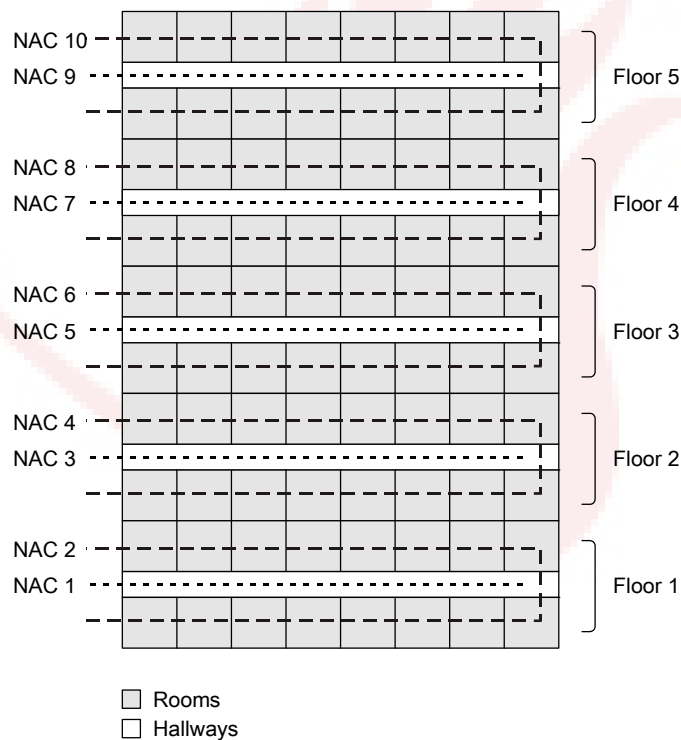 NAC 10
NAC 9
Floor 5
NAC 8
NAC 7
Floor 4
NAC 6
NAC 5
Floor 3
NAC 4
NAC 3
Floor 2
NAC 2
NAC 1
Floor 1
Rooms
Hallways